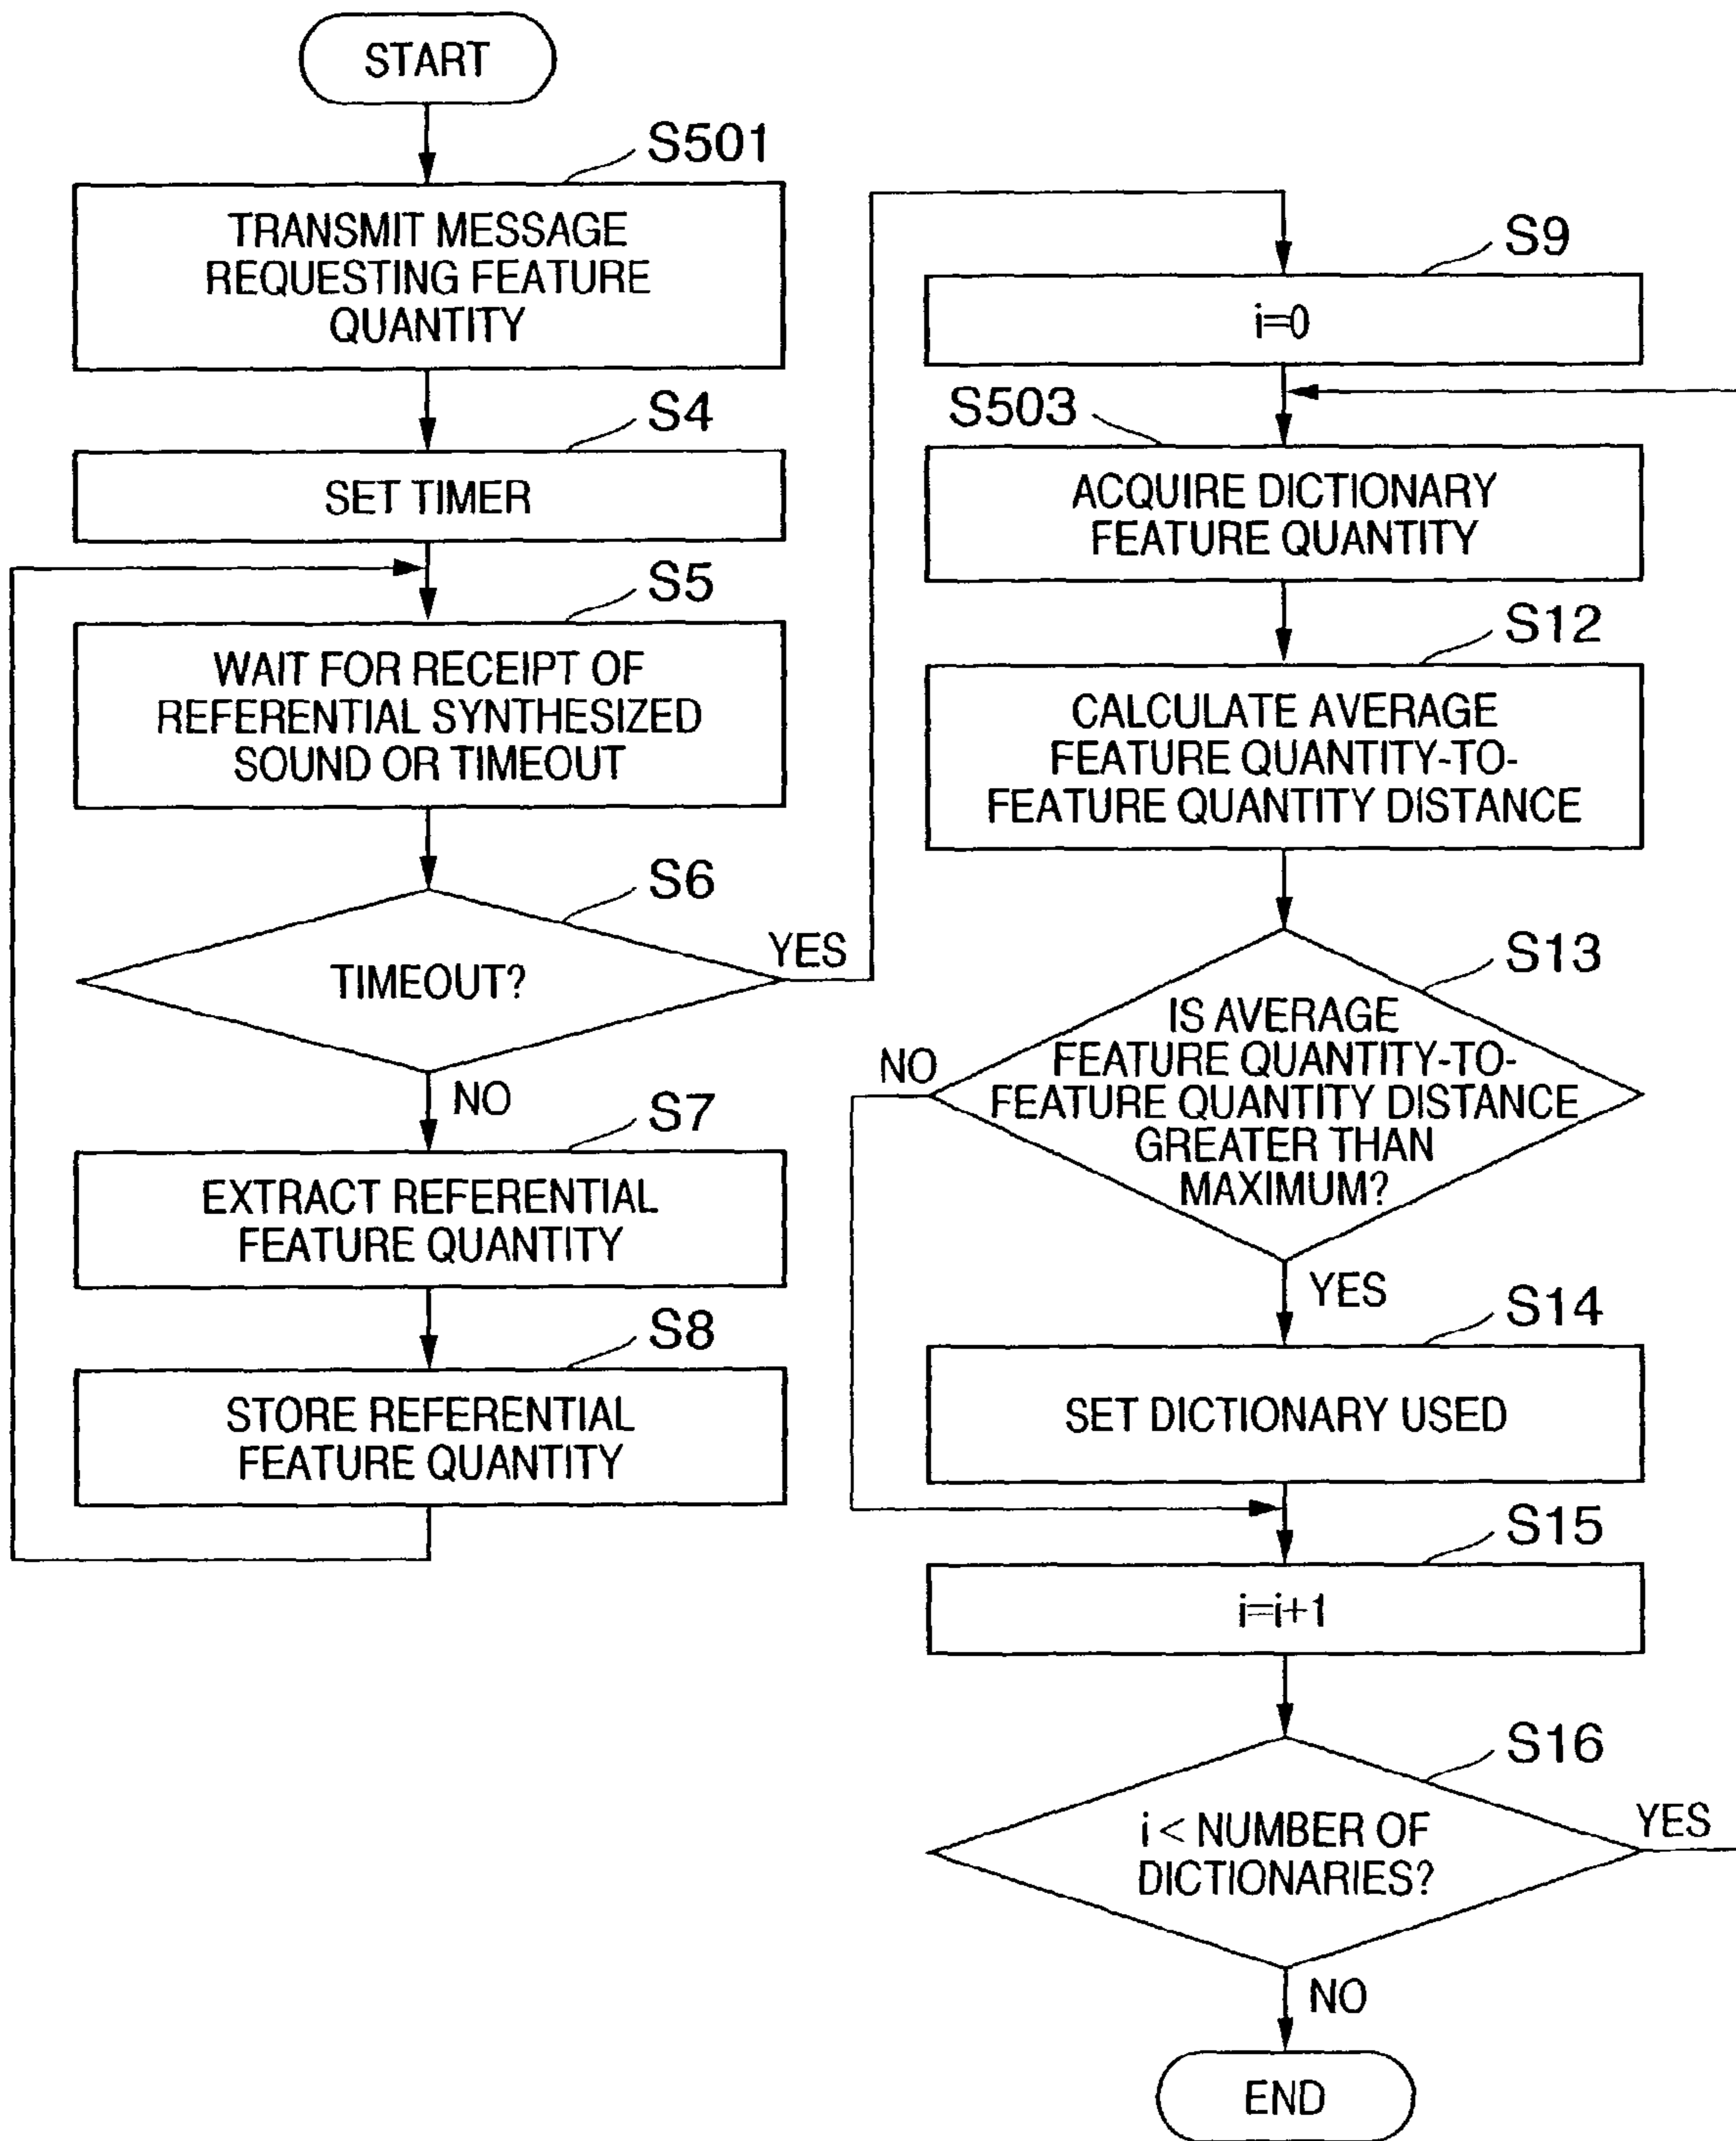 START
S501
TRANSMIT MESSAGE
REQUESTING FEATURE
QUANTITY
S4
SET TIMER
S5
WAIT FOR RECEIPT OF
REFERENTIAL SYNTHESIZED
SOUND OR TIMEOUT
S6
TIMEOUT?
YES
NO
S7
EXTRACT REFERENTIAL
FEATURE QUANTITY
S8
STORE REFERENTIAL
FEATURE QUANTITY
S9
i=0
S503
ACQUIRE DICTIONARY
FEATURE QUANTITY
S12
CALCULATE AVERAGE
FEATURE QUANTITY-TO-
FEATURE QUANTITY DISTANCE
S13
IS AVERAGE
FEATURE QUANTITY-TO-
FEATURE QUANTITY DISTANCE
GREATER THAN
MAXIMUM?
NO
YES
S14
SET DICTIONARY USED
S15
i=i+1
S16
i < NUMBER OF
DICTIONARIES?
YES
NO
END